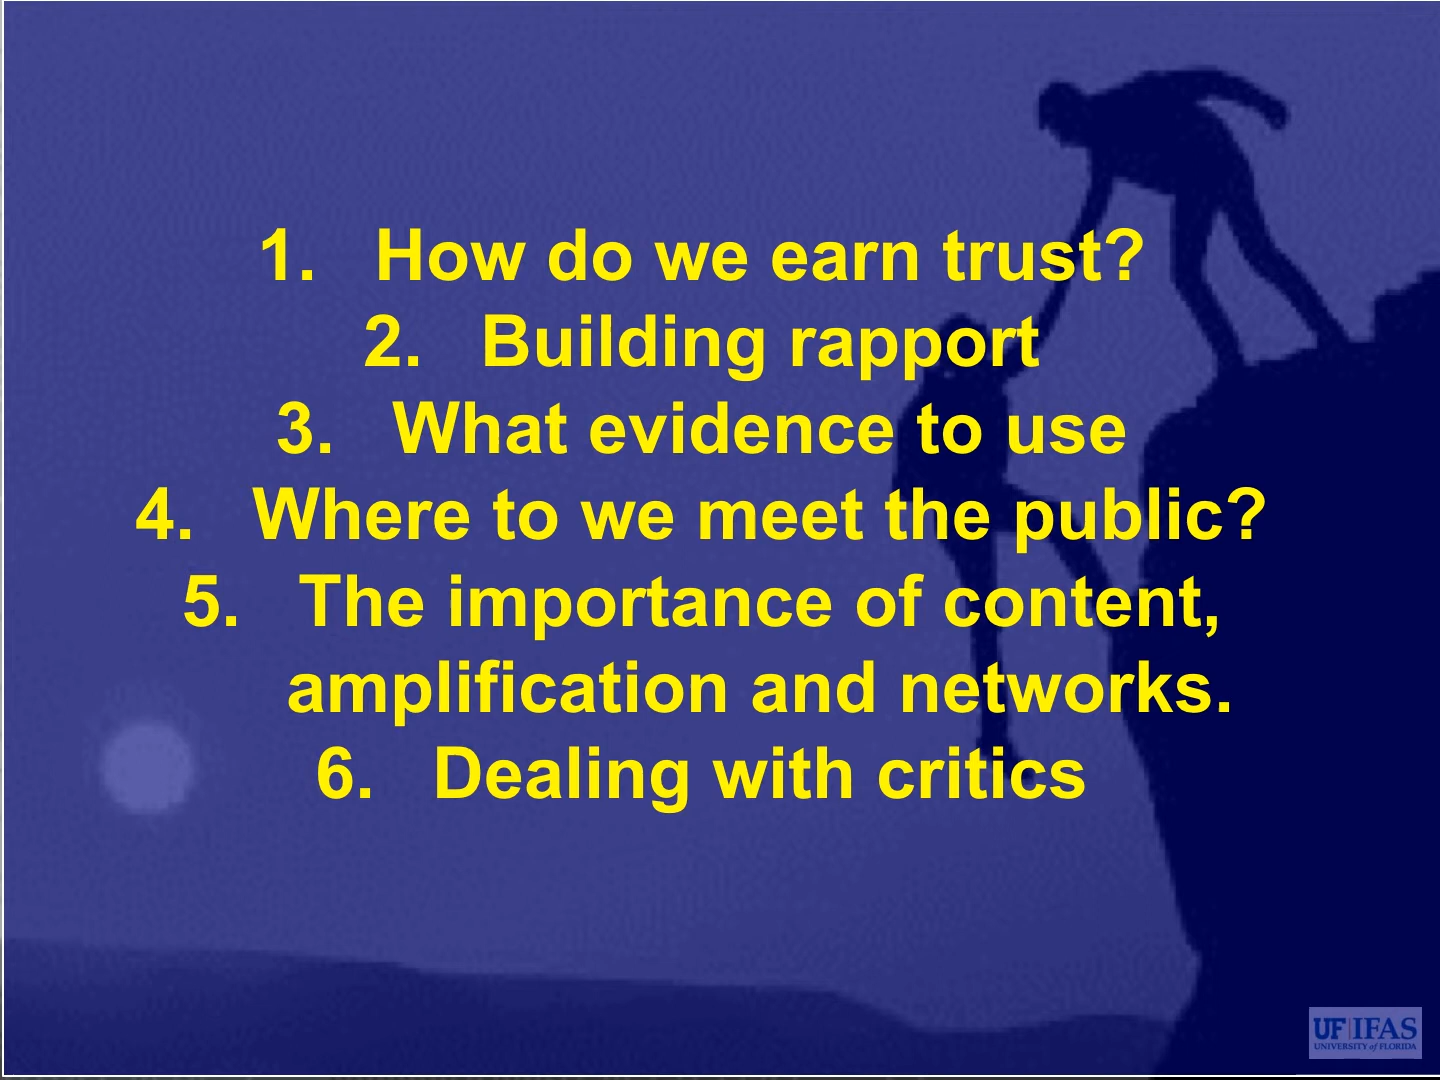 1. How do we earn trust?
2. Building rapport
3. What evidence to use
4. Where to we meet the public?
5. The importance of content,
amplification and networks.
6. Dealing with critics
UF|IFAS
UNIVERSITY of FLORIDA